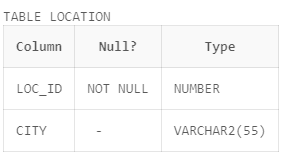 TABLE LOCATION
Column Null? Type
LOC_ID NOT NULL NUMBER
CITY - VARCHAR2(55)